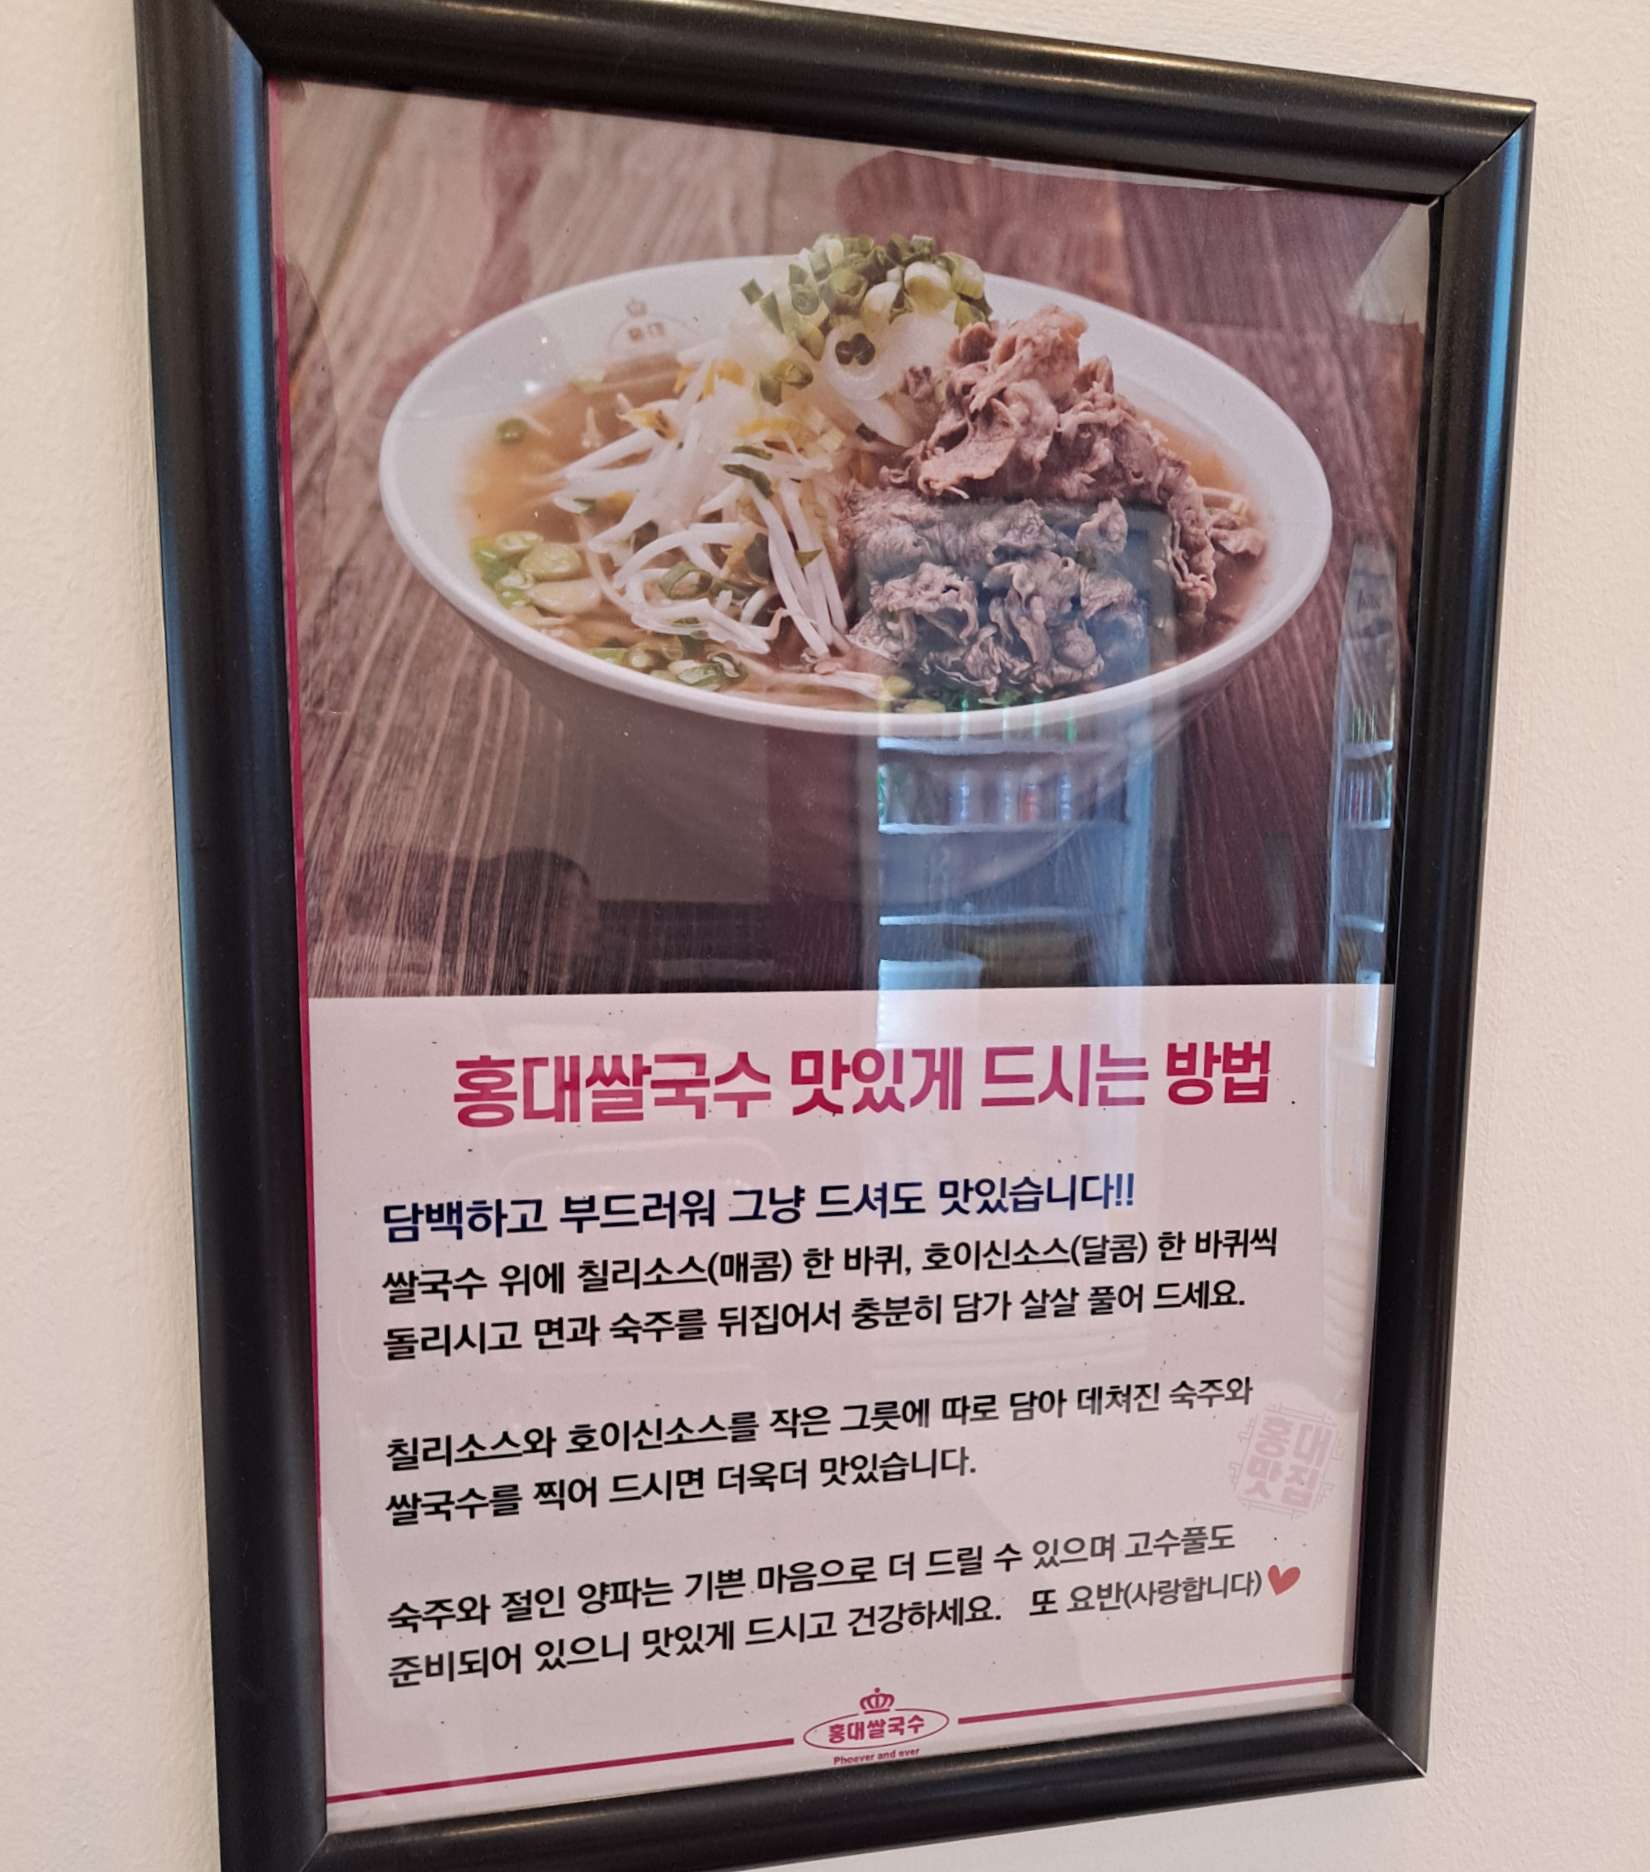 홍대쌀국수 맛있게 드시는 방법
담백하고 부드러워 그냥 드셔도 맛있습니다!!
쌀국수 위에 칠리소스(매콤) 한 바퀴, 호이신소스(달콤) 한 바퀴씩
돌리시고 면과 숙주를 뒤집어서 충분히 담가 살살 풀어 드세요.
칠리소스와 호이신소스를 작은 그릇에 따로 담아 데쳐진 숙주와
쌀국수를 찍어 드시면 더욱더 맛있습니다.
홍대
맛집
숙주와 절인 양파는 기쁜 마음으로 더 드릴 수 있으며 고수풀도
준비되어 있으니 맛있게 드시고 건강하세요. 또 요반(사랑합니다)♥
홍대쌀국수
Phoever and ever